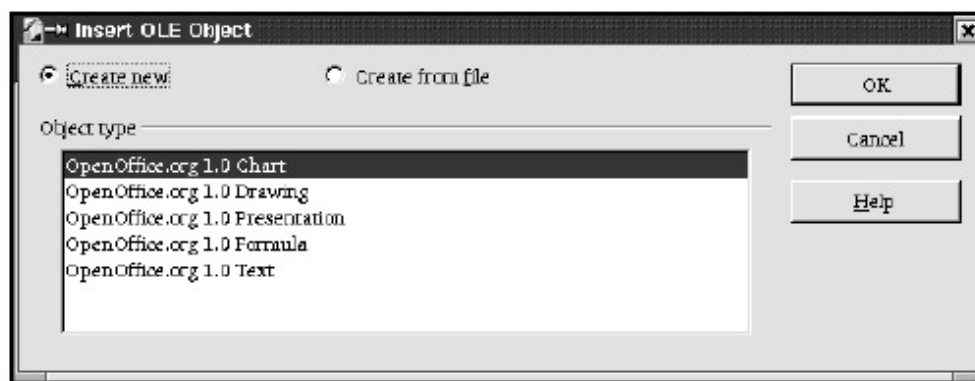 Insert OLE Object
Create new
Create from file
OK
Object type
Cancel
OpenOffice.org 1.0 Chart
OpenOffice.org 1.0 Drawing
Help
OpenOffice.org 1.0 Presentation
OpenOffice.org 1.0 Formula
OpenOffice.org 1.0 Text